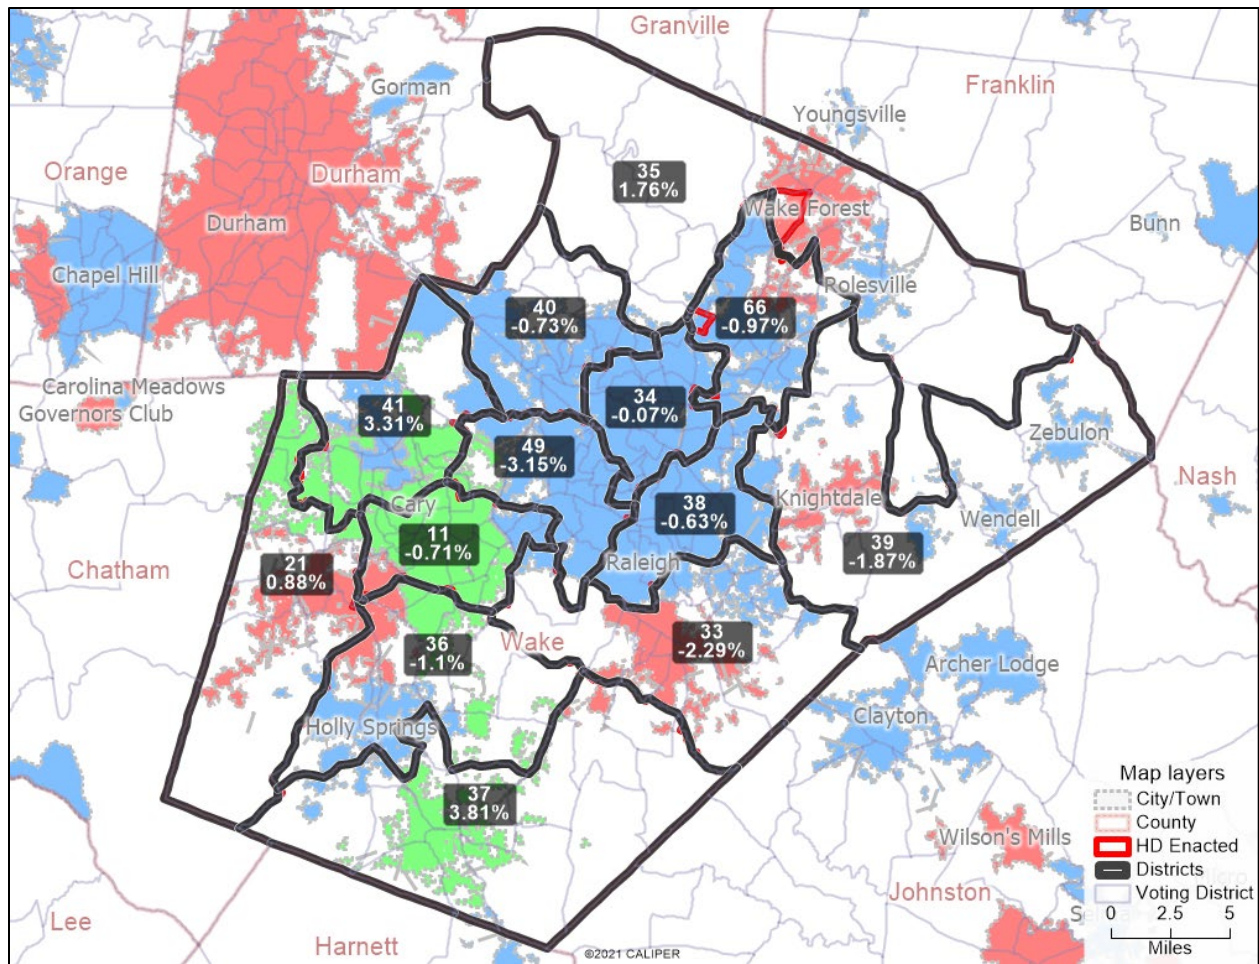 Granville
Franklin
Gorman
Youngsville
35
1.76%
Orange
Durham
Wake Forest
Durham
Bunn
Chapel Hill
Rolesville
40
-0.73%
66
-0.97%
Carolina Meadows
Governors Club
41
3.31%
34
-0.07%
49
-3.15%
Zebulon
Nash
Cary
Knightdale
38
-0.63%
Wendell
11
-0.71%
39
-1.87%
Chatham
21
0.88%
Raleigh
36
-1.1%
Wake
33
-2.29%
Archer Lodge
Holly Springs
Clayton
37
3.81%
Map layers
City/Town
County
HD Enacted
Districts
Voting District
Wilson's Mills
Johnston
Lee
Harnett
0 2.5 5
Miles
©2021 CALIPER